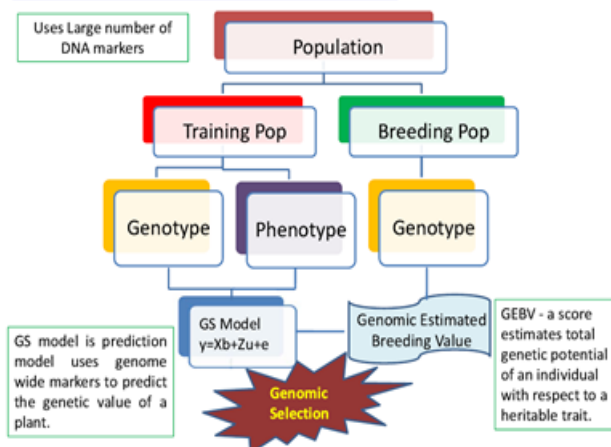 Uses Large number of
DNA markers
Population
Training Pop
Breeding Pop
Genotype
Phenotype
Genotype
GS Model
y=Xb+Zu+e
Genomic Estimated
Breeding Value
GS model is prediction
model uses genome
wide markers to predict
the genetic value of a
plant.
GEBV - a score
estimates total
genetic potential
of an individual
with respect to a
heritable trait.
Genomic
Selection